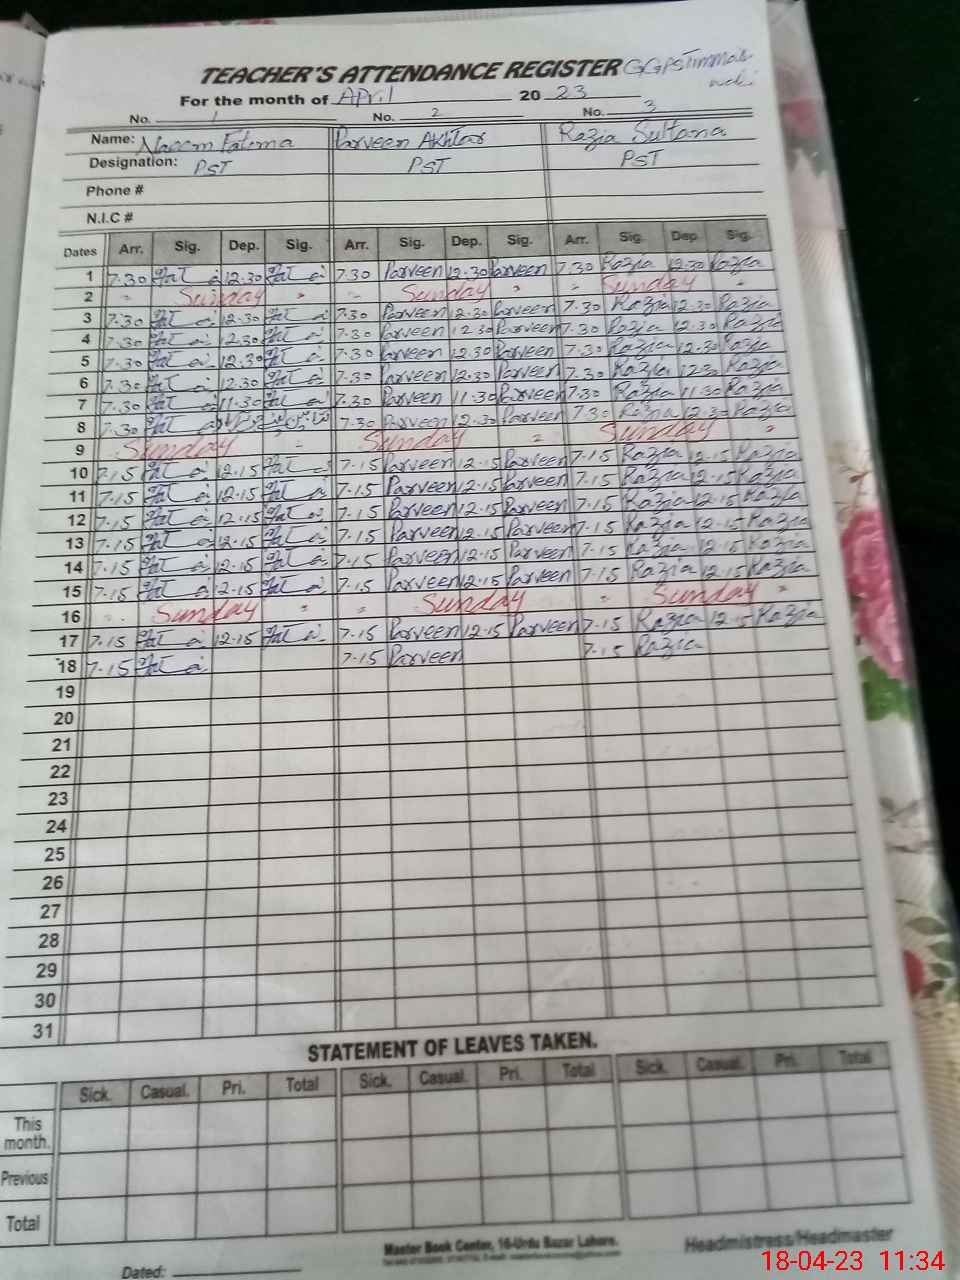 TEACHER'S ATTENDANCE REGISTER GGPS
For the month of April 2023
No. 1 No. 2 No. 3
Name: Naeem Fatima Parveen Akhtar Razia Sultana
Designation: PST PST PST
Phone #
N.I.C #
Dates Arr. Sig. Dep. Sig. Arr. Sig. Dep. Sig. Arr. Sig. Dep. Sig.
1 7.30 12.30 7.30 Parveen 12.30 Parveen 7.30 Razia 12.30 Razia
2 Sunday Sunday Sunday
3 7.30 12.30 7.30 Parveen 12.30 Parveen 7.30 Razia 12.30 Razia
4 7.30 12.30 7.30 Parveen 12.30 Parveen 7.30 Razia 12.30 Razia
5 7.30 12.30 7.30 Parveen 12.30 Parveen 7.30 Razia 12.30 Razia
6 7.30 12.30 7.30 Parveen 12.30 Parveen 7.30 Razia 12.30 Razia
7 7.30 11.30 7.30 Parveen 11.30 Parveen 7.30 Razia 11.30 Razia
8 7.30 7.30 Parveen 12.30 Parveen 7.30 Razia 12.30 Razia
9 Sunday Sunday Sunday
10 7.15 12.15 7.15 Parveen 12.15 Parveen 7.15 Razia 12.15 Razia
11 7.15 12.15 7.15 Parveen 12.15 Parveen 7.15 Razia 12.15 Razia
12 7.15 12.15 7.15 Parveen 12.15 Parveen 7.15 Razia 12.15 Razia
13 7.15 12.15 7.15 Parveen 12.15 Parveen 7.15 Razia 12.15 Razia
14 7.15 12.15 7.15 Parveen 12.15 Parveen 7.15 Razia 12.15 Razia
15 7.15 12.15 7.15 Parveen 12.15 Parveen 7.15 Razia 12.15 Razia
16 Sunday Sunday Sunday
17 7.15 12.15 7.15 Parveen 12.15 Parveen 7.15 Razia 12.15 Razia
18 7.15 7.15 Parveen 7.15 Razia
19
20
21
22
23
24
25
26
27
28
29
30
31
STATEMENT OF LEAVES TAKEN.
Sick. Casual. Pri. Total Sick. Casual. Pri. Total Sick. Casual. Pri. Total
This month.
Previous
Total
Master Book Center, 16-Urdu Bazar Lahore.
Headmistress/Headmaster
Dated:
18-04-23 11:34